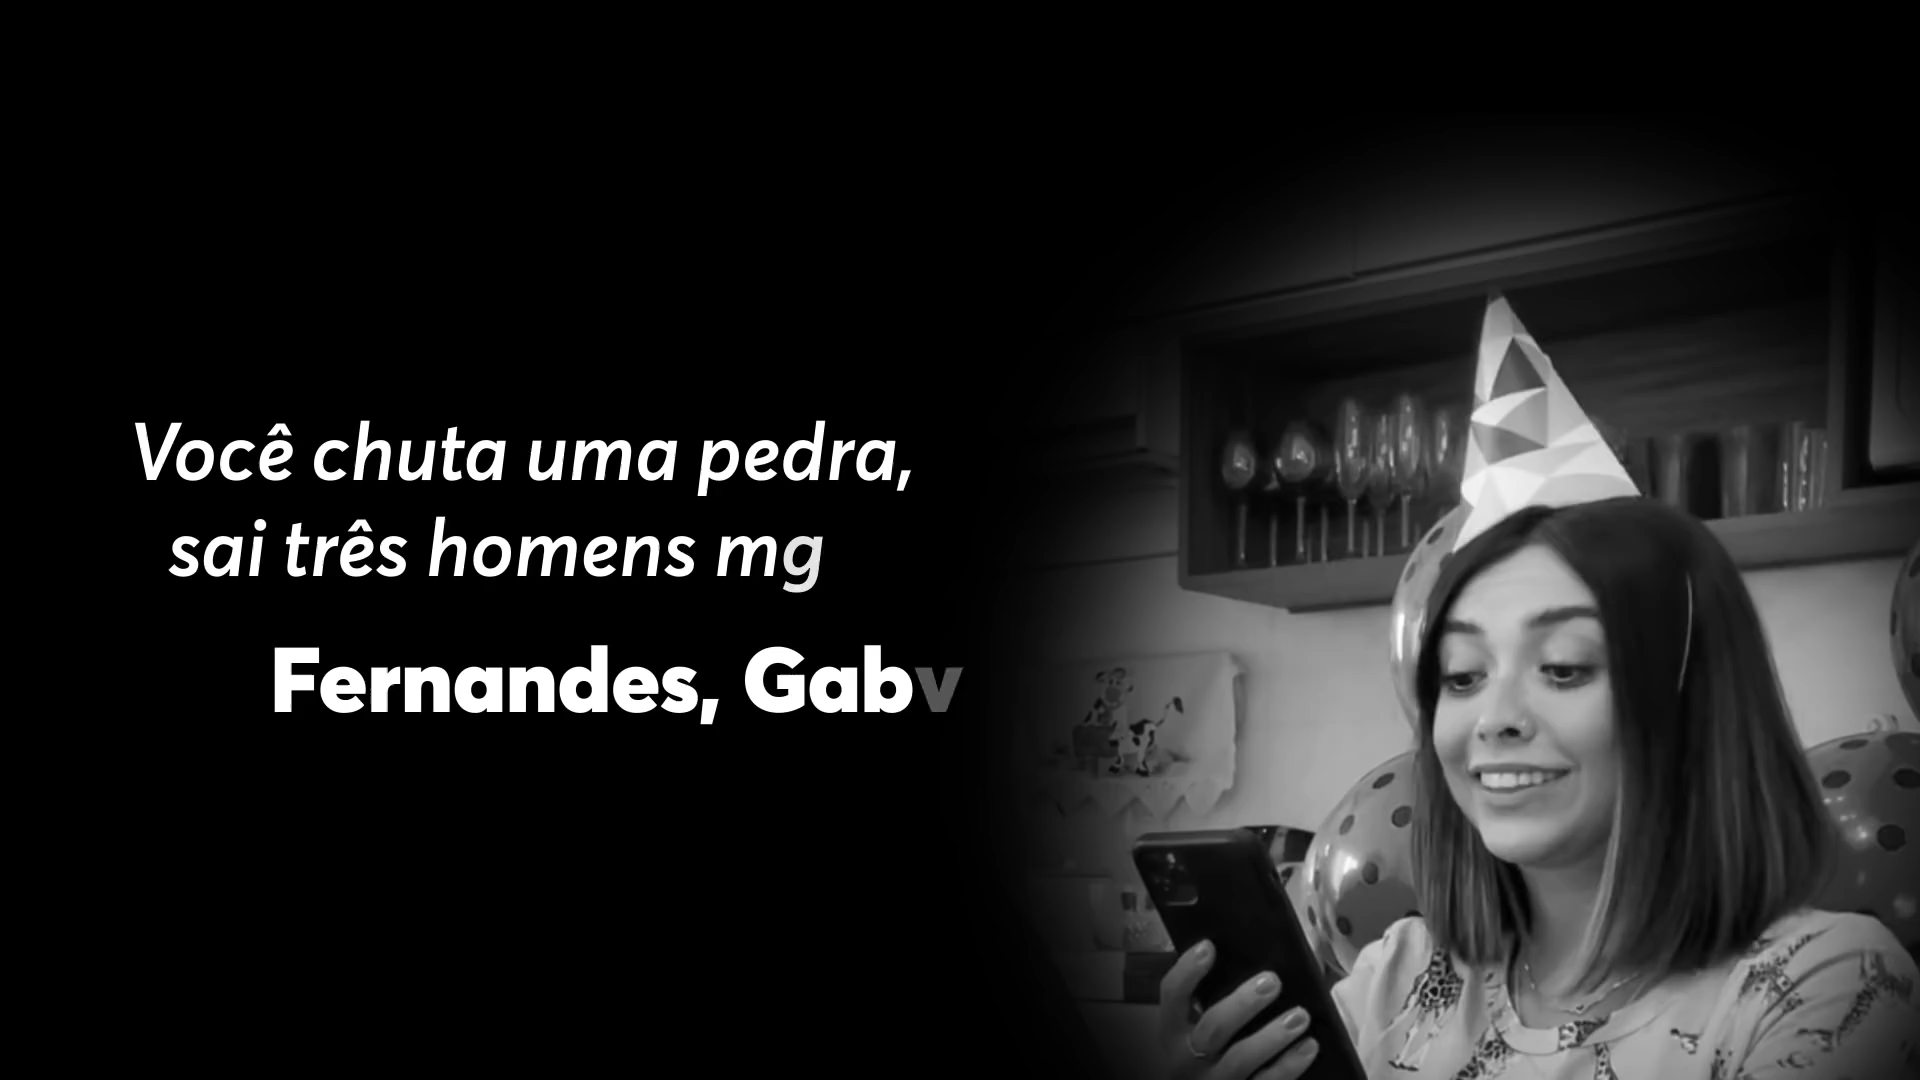 Você chuta uma pedra,
sai três homens mg
Fernandes, Gabv